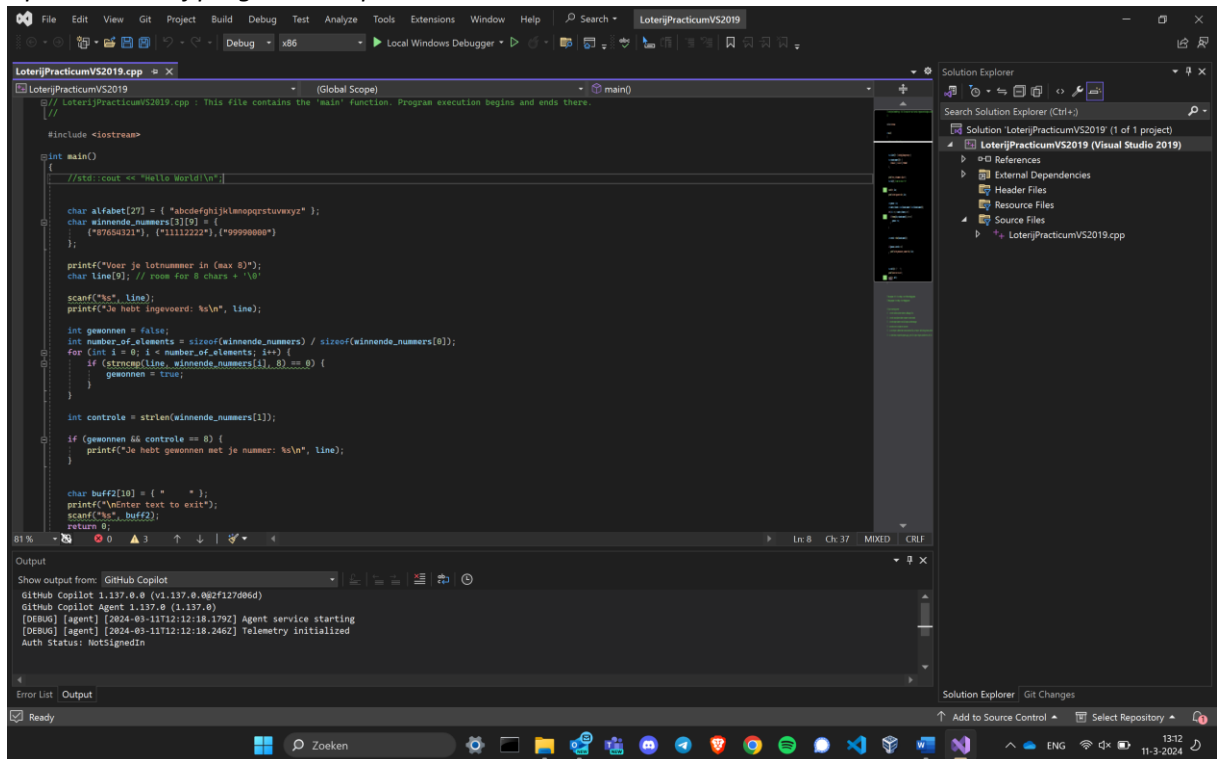 File Edit View Git Project Build Debug Test Analyze Tools Extensions Window Help Search LoterijPracticumVS2019
Debug x86 Local Windows Debugger
LoterijPracticumVS2019.cpp
LoterijPracticumVS2019 (Global Scope) main()
// LoterijPracticumVS2019.cpp : This file contains the 'main' function. Program execution begins and ends there.
//
#include <iostream>
int main()
{
//std::cout << "Hello World!\n";
char alfabet[27] = { "abcdefghijklmnopqrstuvwxyz" };
char winnende_nummers[3][9] = {
{"87654321"}, {"11112222"},{"99990000"}
};
printf("Voer je lotnummmer in (max 8)");
char line[9]; // room for 8 chars + '\0'
scanf("%s", line);
printf("Je hebt ingevoerd: %s\n", line);
int gewonnen = false;
int number_of_elements = sizeof(winnende_nummers) / sizeof(winnende_nummers[0]);
for (int i = 0; i < number_of_elements; i++) {
if (strncmp(line, winnende_nummers[i], 8) == 0) {
gewonnen = true;
}
}
int controle = strlen(winnende_nummers[1]);
if (gewonnen && controle == 8) {
printf("Je hebt gewonnen met je nummer: %s\n", line);
}
char buff2[10] = { "     " };
printf("\nEnter text to exit");
scanf("%s", buff2);
return 0;
81 % 0 3 Ln: 8 Ch: 37 MIXED CRLF
Output
Show output from: GitHub Copilot
GitHub Copilot 1.137.0.0 (v1.137.0.0@2f127d06d)
GitHub Copilot Agent 1.137.0 (1.137.0)
[DEBUG] [agent] [2024-03-11T12:12:18.179Z] Agent service starting
[DEBUG] [agent] [2024-03-11T12:12:18.246Z] Telemetry initialized
Auth Status: NotSignedIn
Error List Output
Solution Explorer
Search Solution Explorer (Ctrl+;)
Solution 'LoterijPracticumVS2019' (1 of 1 project)
LoterijPracticumVS2019 (Visual Studio 2019)
References
External Dependencies
Header Files
Resource Files
Source Files
LoterijPracticumVS2019.cpp
Solution Explorer Git Changes
Ready Add to Source Control Select Repository
Zoeken ENG 13:12
11-3-2024